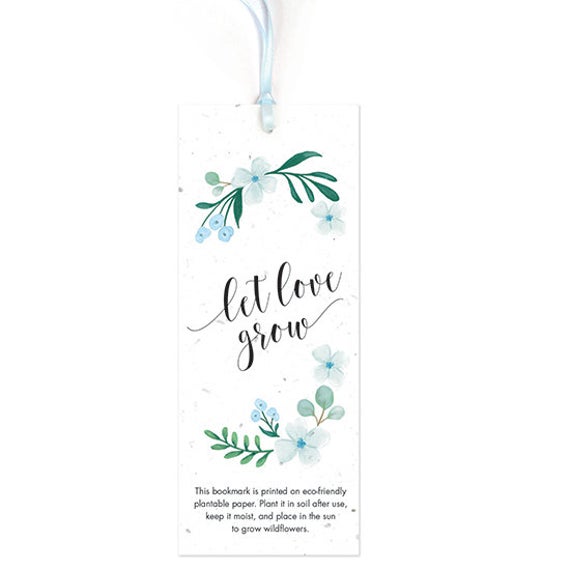 let love
grow
This bookmark is printed on eco-friendly
plantable paper. Plant it in soil after use,
keep it moist, and place in the sun
to grow wildflowers.